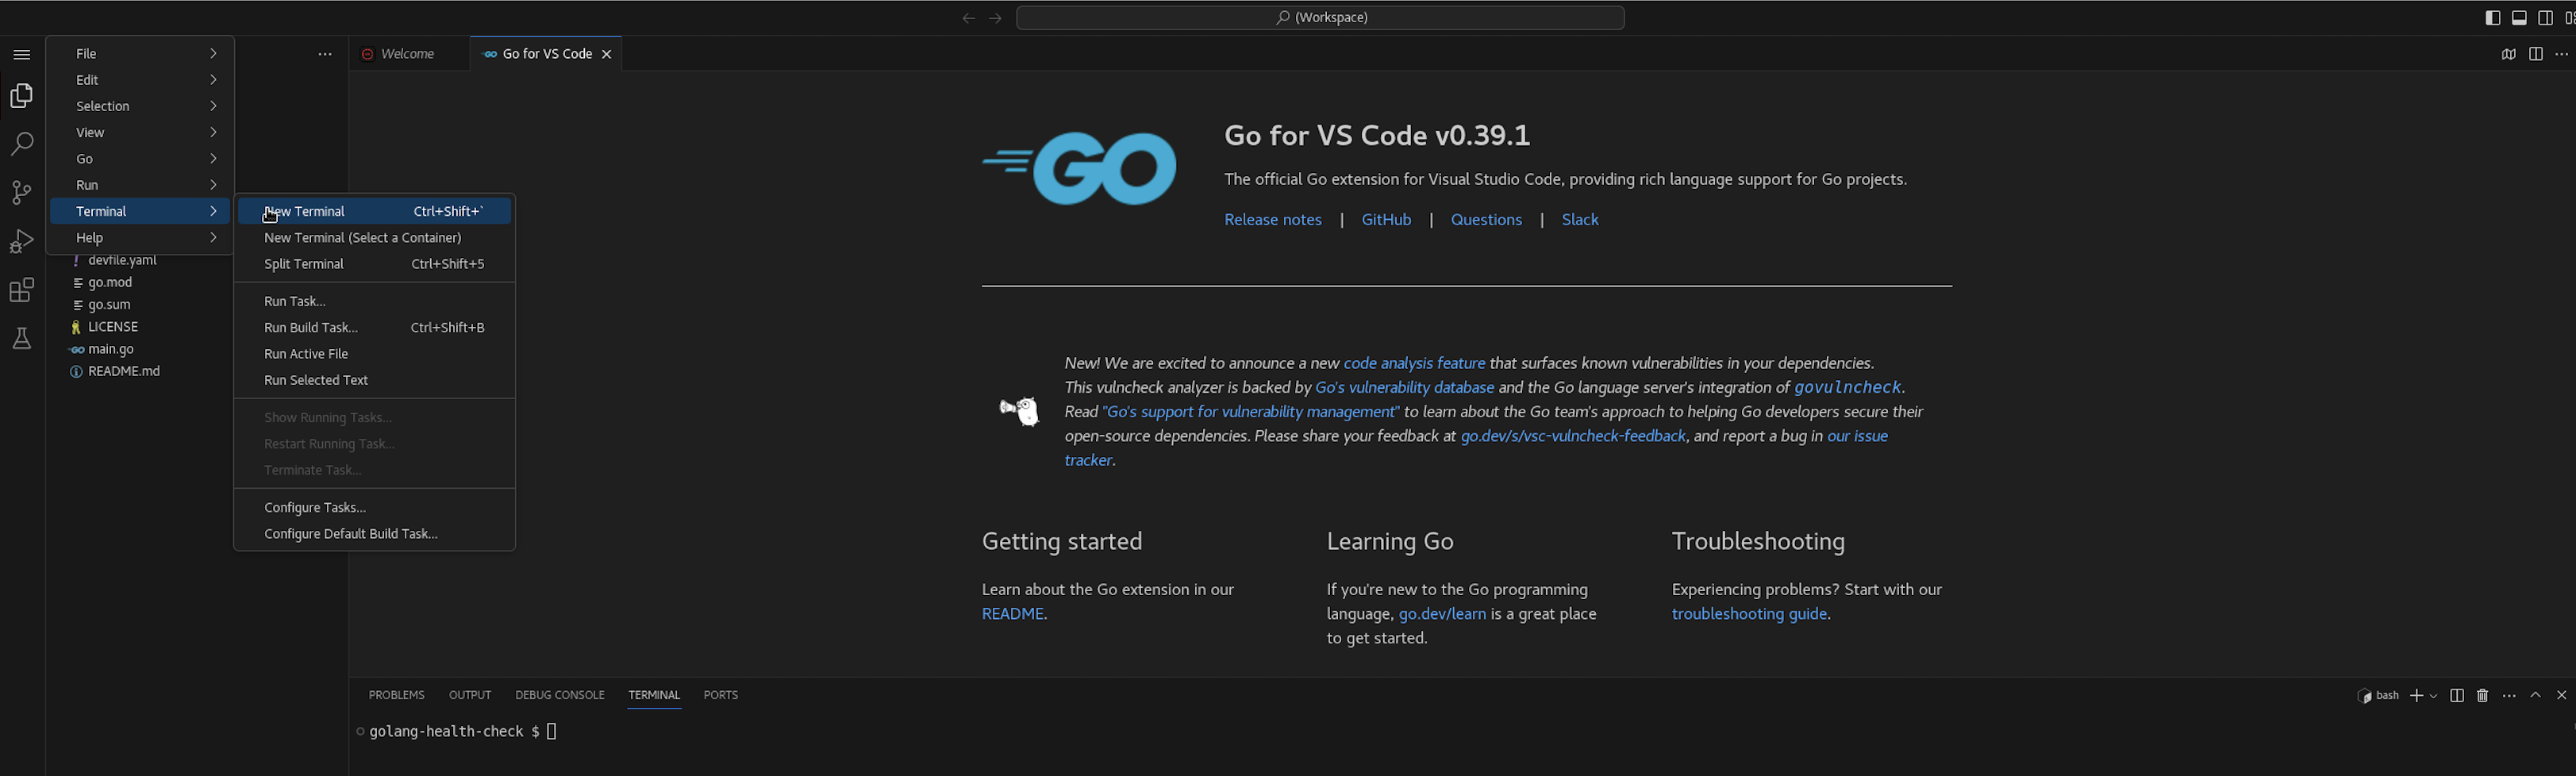 (Workspace)
File
Edit
Selection
View
Go
Run
Terminal
Help
devfile.yaml
go.mod
go.sum
LICENSE
main.go
README.md
New Terminal Ctrl+Shift+`
New Terminal (Select a Container)
Split Terminal Ctrl+Shift+5
Run Task...
Run Build Task... Ctrl+Shift+B
Run Active File
Run Selected Text
Show Running Tasks...
Restart Running Task...
Terminate Task...
Configure Tasks...
Configure Default Build Task...
Welcome
Go for VS Code
GO
Go for VS Code v0.39.1
The official Go extension for Visual Studio Code, providing rich language support for Go projects.
Release notes | GitHub | Questions | Slack
New! We are excited to announce a new code analysis feature that surfaces known vulnerabilities in your dependencies.
This vulncheck analyzer is backed by Go's vulnerability database and the Go language server's integration of govulncheck.
Read "Go's support for vulnerability management" to learn about the Go team's approach to helping Go developers secure their
open-source dependencies. Please share your feedback at go.dev/s/vsc-vulncheck-feedback, and report a bug in our issue
tracker.
Getting started
Learn about the Go extension in our
README.
Learning Go
If you're new to the Go programming
language, go.dev/learn is a great place
to get started.
Troubleshooting
Experiencing problems? Start with our
troubleshooting guide.
PROBLEMS OUTPUT DEBUG CONSOLE TERMINAL PORTS
bash
golang-health-check $